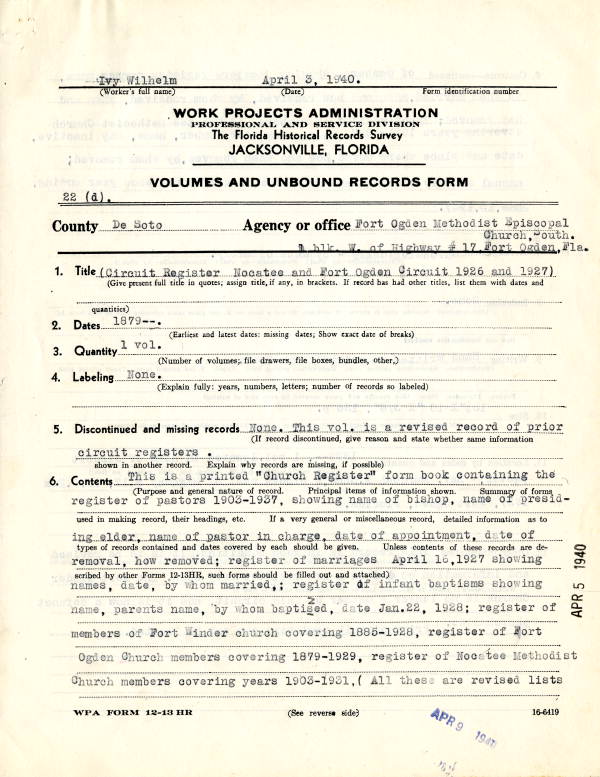 Ivy Wilhelm April 3, 1940.
(Worker's full name) (Date) Form identification number
WORK PROJECTS ADMINISTRATION
PROFESSIONAL AND SERVICE DIVISION
The Florida Historical Records Survey
JACKSONVILLE, FLORIDA
VOLUMES AND UNBOUND RECORDS FORM
22 (d).
County De Soto Agency or office Fort Ogden Methodist Episcopal
Church, South.
1 blk. W. of Highway # 17 Fort Ogden, Fla.
1. Title (Circuit Register Nocatee and Fort Ogden Circuit 1926 and 1927)
(Give present full title in quotes; assign title, if any, in brackets. If record has had other titles, list them with dates and
quantities)
2. Dates 1879--.
(Earliest and latest dates: missing dates; Show exact date of breaks)
3. Quantity 1 vol.
(Number of volumes; file drawers, file boxes, bundles, other,)
4. Labeling None.
(Explain fully: years, numbers, letters; number of records so labeled)
5. Discontinued and missing records None. This vol. is a revised record of prior
(If record discontinued, give reason and state whether same information
circuit registers .
shown in another record. Explain why records are missing, if possible)
6. Contents This is a printed "Church Register" form book containing the
(Purpose and general nature of record. Principal items of information shown. Summary of forms
register of pastors 1903-1937, showing name of bishop, name of presid-
used in making record, their headings, etc. If a very general or miscellaneous record, detailed information as to
ing elder, name of pastor in charge, date of appointment, date of
types of records contained and dates covered by each should be given. Unless contents of these records are de-
removal, how removed; register of marriages April 16,1927 showing
scribed by other Forms 12-13HR, such forms should be filled out and attached)
names, date, by whom married,; register of infant baptisms showing
name, parents name, by whom baptised, date Jan.22, 1928; register of
members of Fort Winder church covering 1885-1928, register of Fort
Ogden Church members covering 1879-1929, register of Nocatee Methodist
Church members covering years 1903-1931,( All these are revised lists
WPA FORM 12-13 HR (See reverse side) 16-6419
APR 5 1940
APR 9 1940